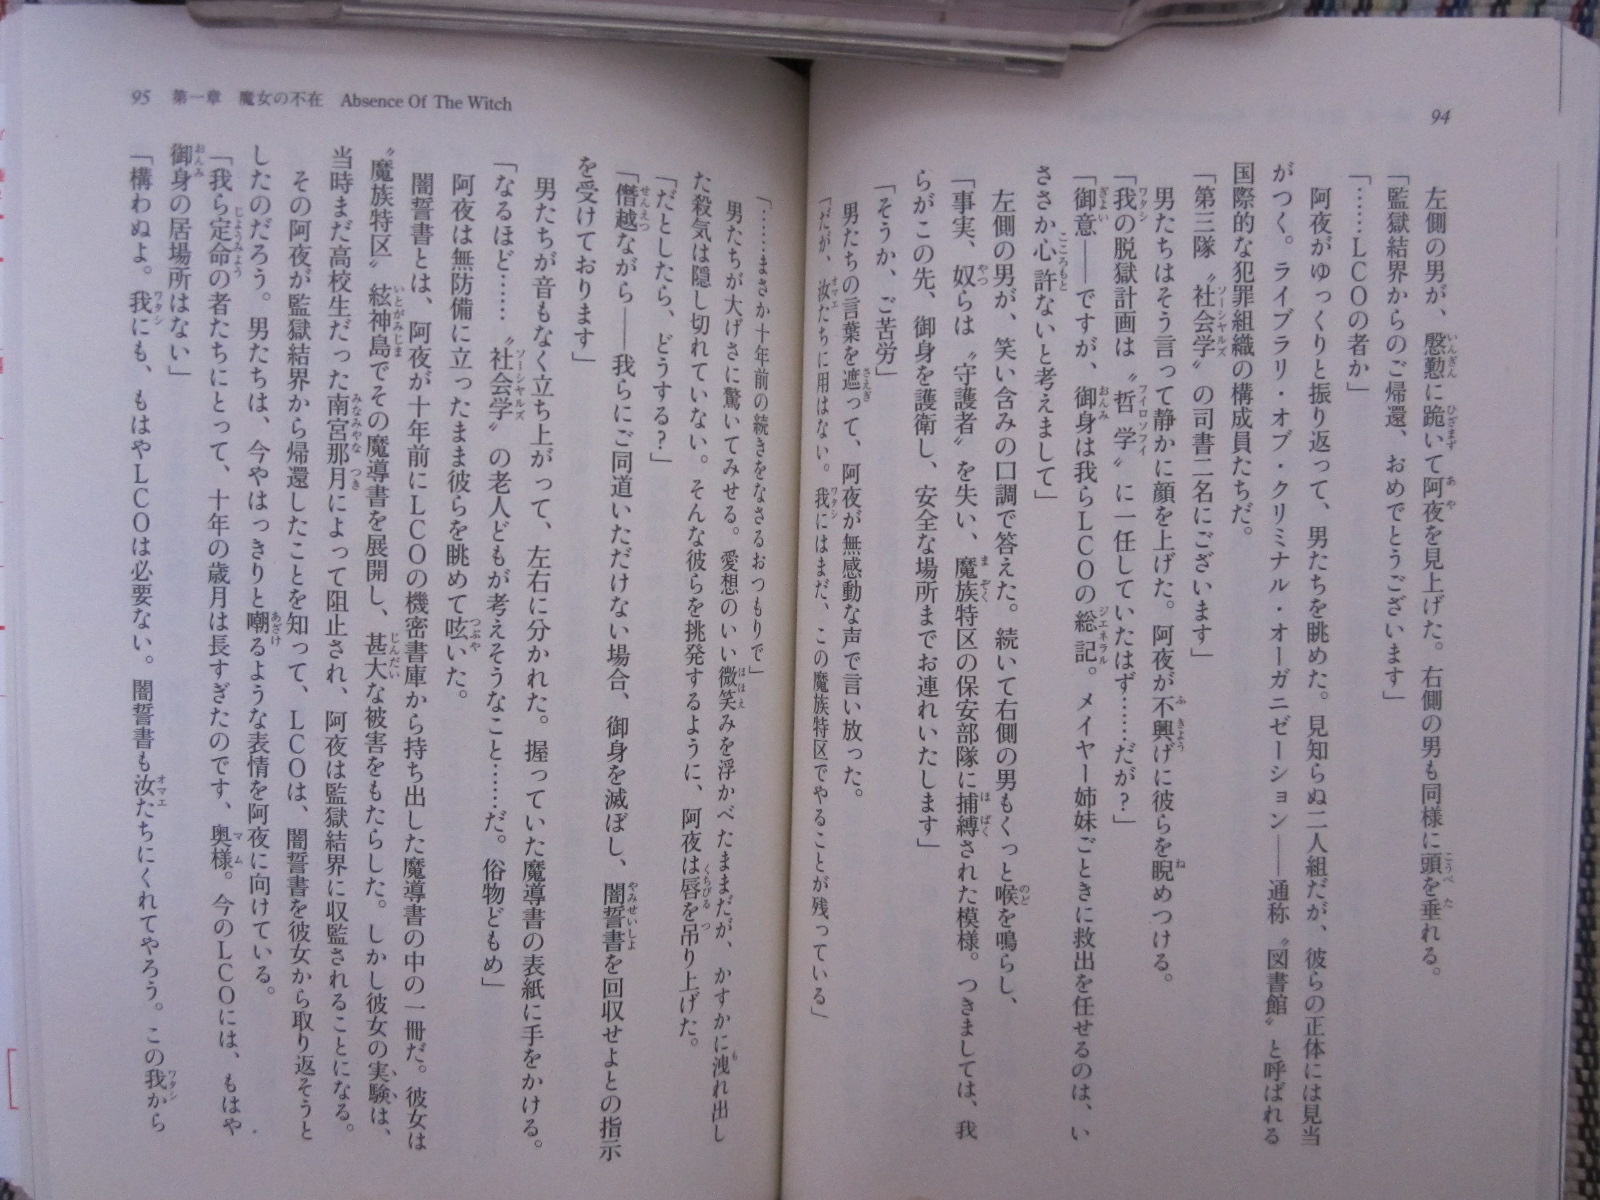 94
左側の男が、慇懃に跪いて阿夜を見上げた。右側の男も同様に頭を垂れる。
「監獄結界からのご帰還、おめでとうございます」
「……LCOの者か」
阿夜がゆっくりと振り返って、男たちを眺めた。見知らぬ二人組だが、彼らの正体には見当
がつく。ライブラリ・オブ・クリミナル・オーガニゼーション――通称〝図書館〟と呼ばれる
国際的な犯罪組織の構成員たちだ。
「第三隊〝社会学〟の司書二名にございます」
男たちはそう言って静かに顔を上げた。阿夜が不興げに彼らを睨めつける。
「我の脱獄計画は〝哲学〟に一任していたはず……だが?」
「御意――ですが、御身は我らLCOの総記。メイヤー姉妹ごときに救出を任せるのは、い
ささか心許ないと考えまして」
左側の男が、笑い含みの口調で答えた。続いて右側の男もくっくっと喉を鳴らし、
「事実、奴らは〝守護者〟を失い、魔族特区の保安部隊に捕縛された模様。つきましては、我
らがこの先、御身を護衛し、安全な場所までお連れいたします」
「そうか、ご苦労」
男たちの言葉を遮って、阿夜が無感動な声で言い放った。
「だが、汝たちに用はない。我にはまだ、この魔族特区でやることが残っている」
95 第一章 魔女の不在 Absence Of The Witch
「……まさか十年前の続きをなさるおつもりで」
男たちが大げさに驚いてみせる。愛想のいい微笑みを浮かべたままだが、かすかに洩れ出し
た殺気は隠し切れていない。そんな彼らを挑発するように、阿夜は唇を吊り上げた。
「だとしたら、どうする?」
「僭越ながら――我らにご同道いただけない場合、御身を滅ぼし、闇誓書を回収せよとの指示
を受けております」
男たちが音もなく立ち上がって、左右に分かれた。握っていた魔導書の表紙に手をかける。
「なるほど……〝社会学〟の老人どもが考えそうなこと……だ。俗物どもめ」
阿夜は無防備に立ったまま彼らを眺めて呟いた。
闇誓書とは、阿夜が十年前にLCOの機密書庫から持ち出した魔導書の中の一冊だ。彼女は
〝魔族特区〟絃神島でその魔導書を展開し、甚大な被害をもたらした。しかし彼女の実験は、
当時まだ高校生だった南宮那月によって阻止され、阿夜は監獄結界に収監されることになる。
その阿夜が監獄結界から帰還したことを知って、LCOは、闇誓書を彼女から取り返そうと
したのだろう。男たちは、今やはっきりと嘲るような表情を阿夜に向けている。
「我ら定命の者たちにとって、十年の歳月は長すぎたのです、奥様。今のLCOには、もはや
御身の居場所はない」
「構わぬよ。我にも、もはやLCOは必要ない。闇誓書も汝たちにくれてやろう。この我から